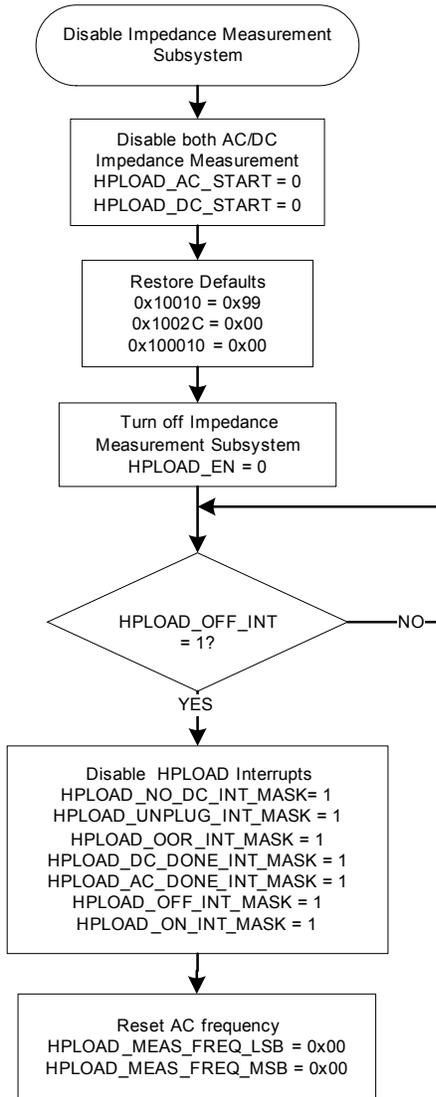 Disable Impedance Measurement
Subsystem
Disable both AC/DC
Impedance Measurement
HPLOAD_AC_START = 0
HPLOAD_DC_START = 0
Restore Defaults
0x10010 = 0x99
0x1002C = 0x00
0x100010 = 0x00
Turn off Impedance
Measurement Subsystem
HPLOAD_EN = 0
HPLOAD_OFF_INT
= 1?
NO
YES
Disable HPLOAD Interrupts
HPLOAD_NO_DC_INT_MASK= 1
HPLOAD_UNPLUG_INT_MASK = 1
HPLOAD_OOR_INT_MASK = 1
HPLOAD_DC_DONE_INT_MASK = 1
HPLOAD_AC_DONE_INT_MASK = 1
HPLOAD_OFF_INT_MASK = 1
HPLOAD_ON_INT_MASK = 1
Reset AC frequency
HPLOAD_MEAS_FREQ_LSB = 0x00
HPLOAD_MEAS_FREQ_MSB = 0x00